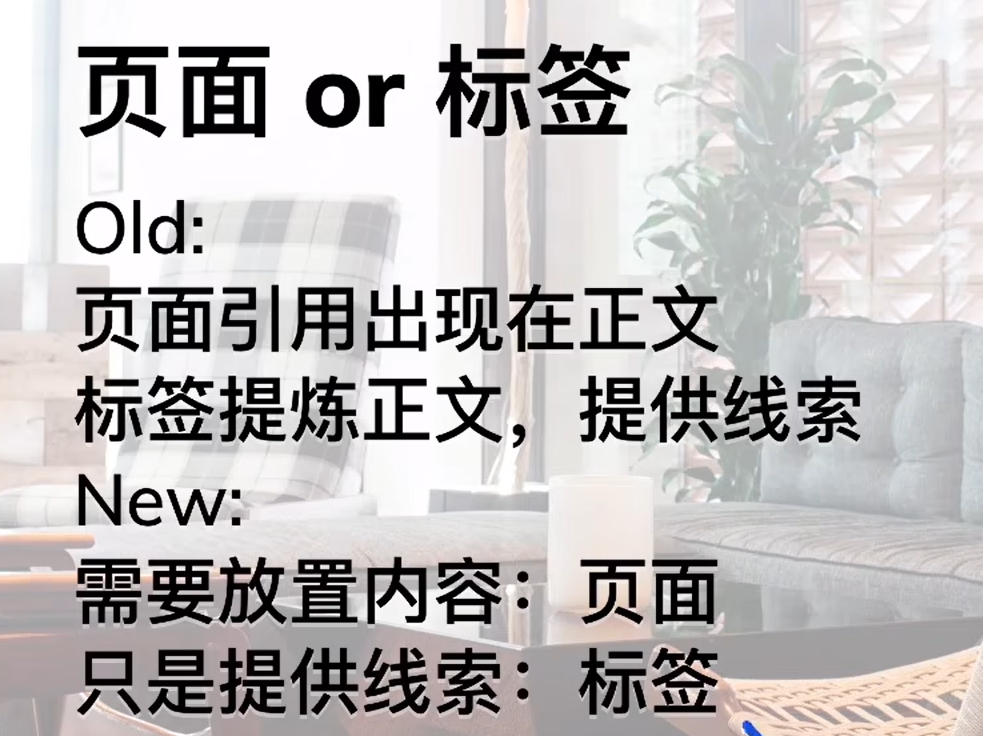 页面 or 标签
Old:
页面引用出现在正文
标签提炼正文，提供线索
New:
需要放置内容：页面
只是提供线索：标签